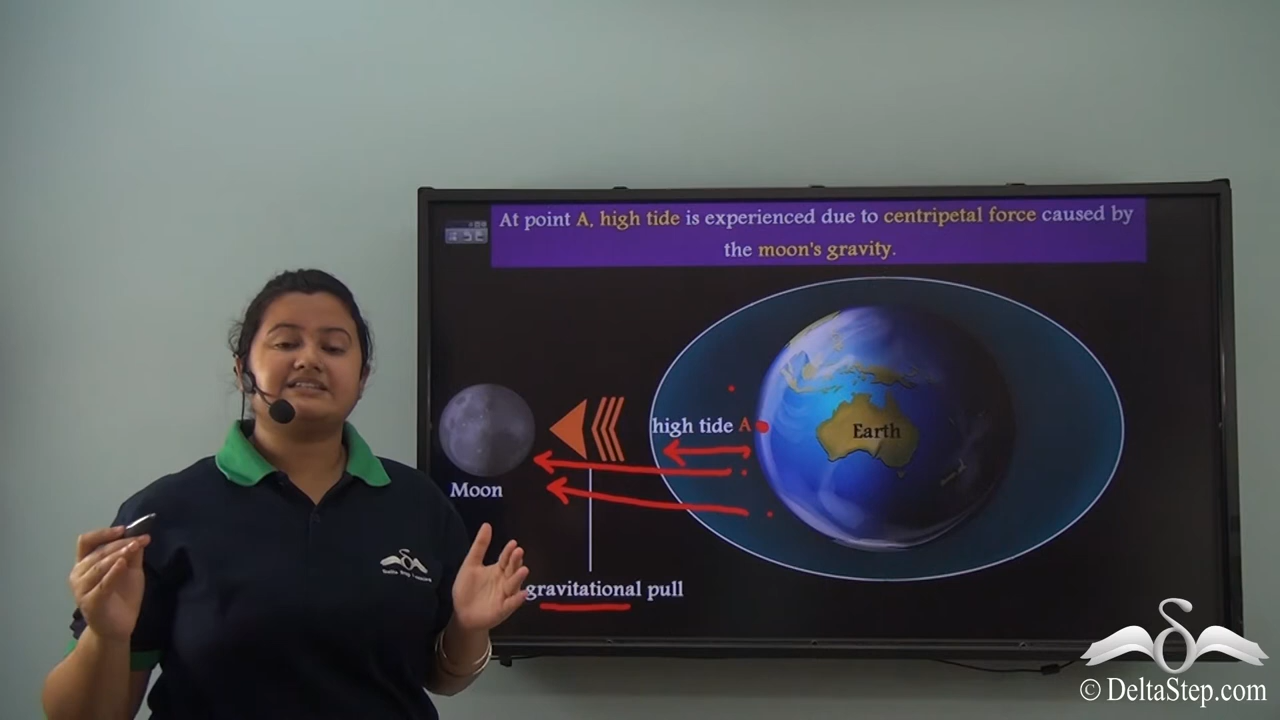 At point A, high tide is experienced due to centripetal force caused by
the moon's gravity.
high tide A
Earth
Moon
gravitational pull
© DeltaStep.com